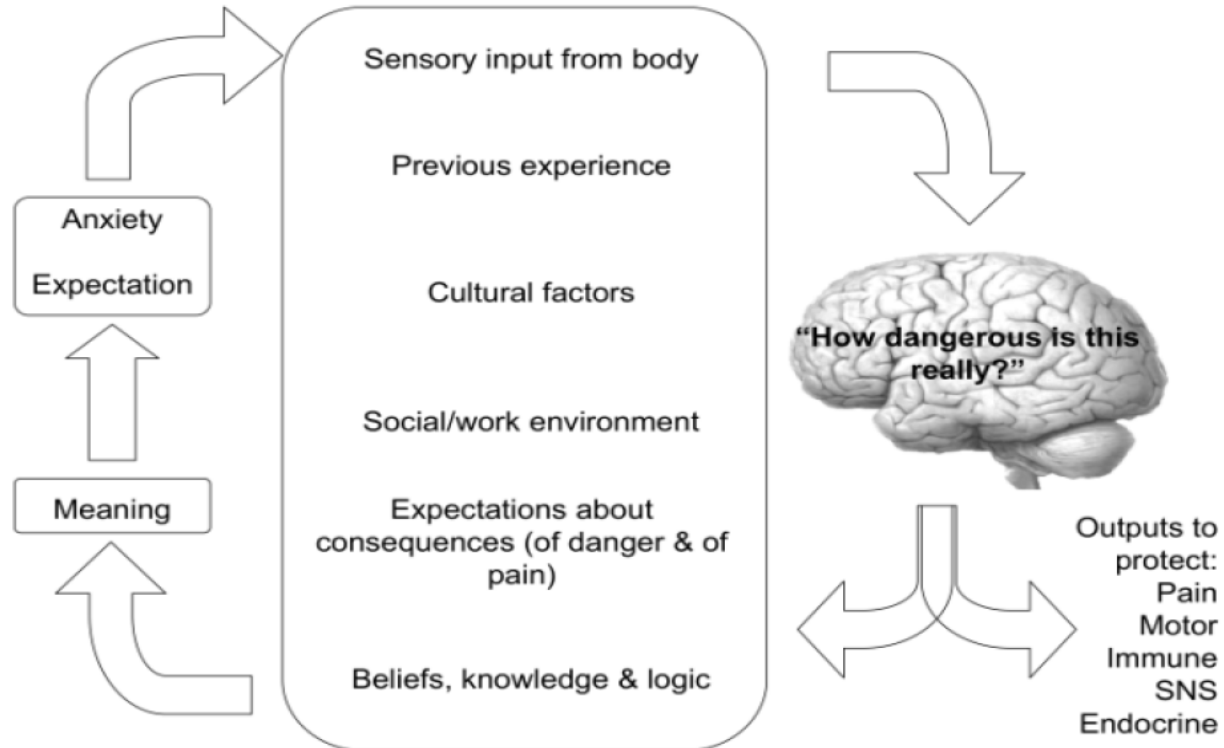 Sensory input from body
Previous experience
Cultural factors
Social/work environment
Expectations about
consequences (of danger & of
pain)
Beliefs, knowledge & logic
Anxiety
Expectation
Meaning
“How dangerous is this
really?”
Outputs to
protect:
Pain
Motor
Immune
SNS
Endocrine